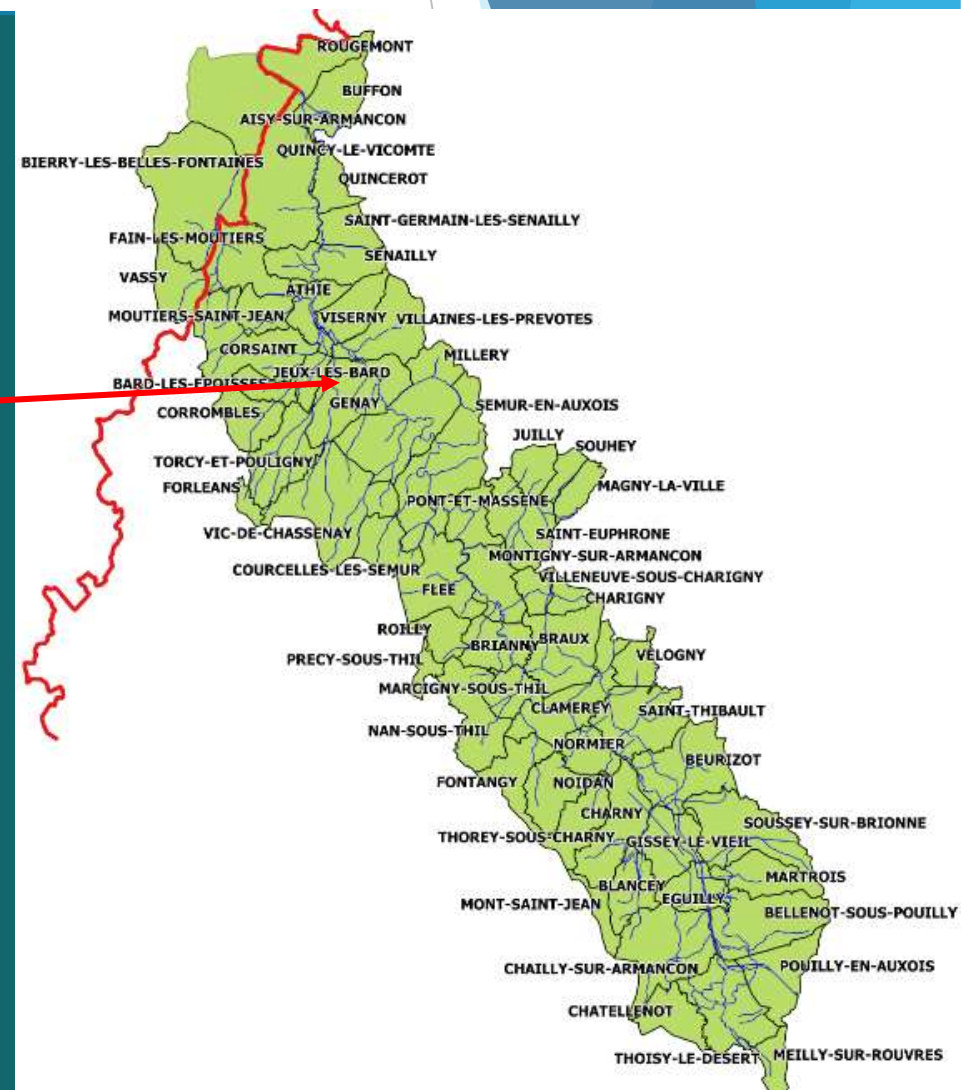 ROUGEMONT
BUFFON
AISY-SUR-ARMANCON
QUINCY-LE-VICOMTE
BIERRY-LES-BELLES-FONTAINES
QUINCEROT
SAINT-GERMAIN-LES-SENAILLY
FAIN-LES-MOUTIERS
SENAILLY
VASSY
ATHIE
MOUTIERS-SAINT-JEAN
VISERNY
VILLAINES-LES-PREVOTES
CORSAINT
MILLERY
JEUX-LES-BARD
BARD-LES-EPOISSES
GENAY
SEMUR-EN-AUXOIS
CORROMBLES
JUILLY
SOUHEY
TORCY-ET-POULIGNY
FORLEANS
MAGNY-LA-VILLE
PONT-ET-MASSENE
VIC-DE-CHASSENAY
SAINT-EUPHRONE
MONTIGNY-SUR-ARMANCON
COURCELLES-LES-SEMUR
VILLENEUVE-SOUS-CHARIGNY
FLEE
CHARIGNY
ROILLY
BRIANNY
BRAUX
VELOGNY
PRECY-SOUS-THIL
MARCIGNY-SOUS-THIL
CLAMEREY
SAINT-THIBAULT
NAN-SOUS-THIL
NORMIER
BEURIZOT
FONTANGY
NOIDAN
CHARNY
SOUSSEY-SUR-BRIONNE
THOREY-SOUS-CHARNY
GISSEY-LE-VIEIL
MARTROIS
BLANCEY
EGUILLY
MONT-SAINT-JEAN
BELLENOT-SOUS-POUILLY
CHAILLY-SUR-ARMANCON
POUILLY-EN-AUXOIS
CHATELLENOT
THOISY-LE-DESERT
MEILLY-SUR-ROUVRES